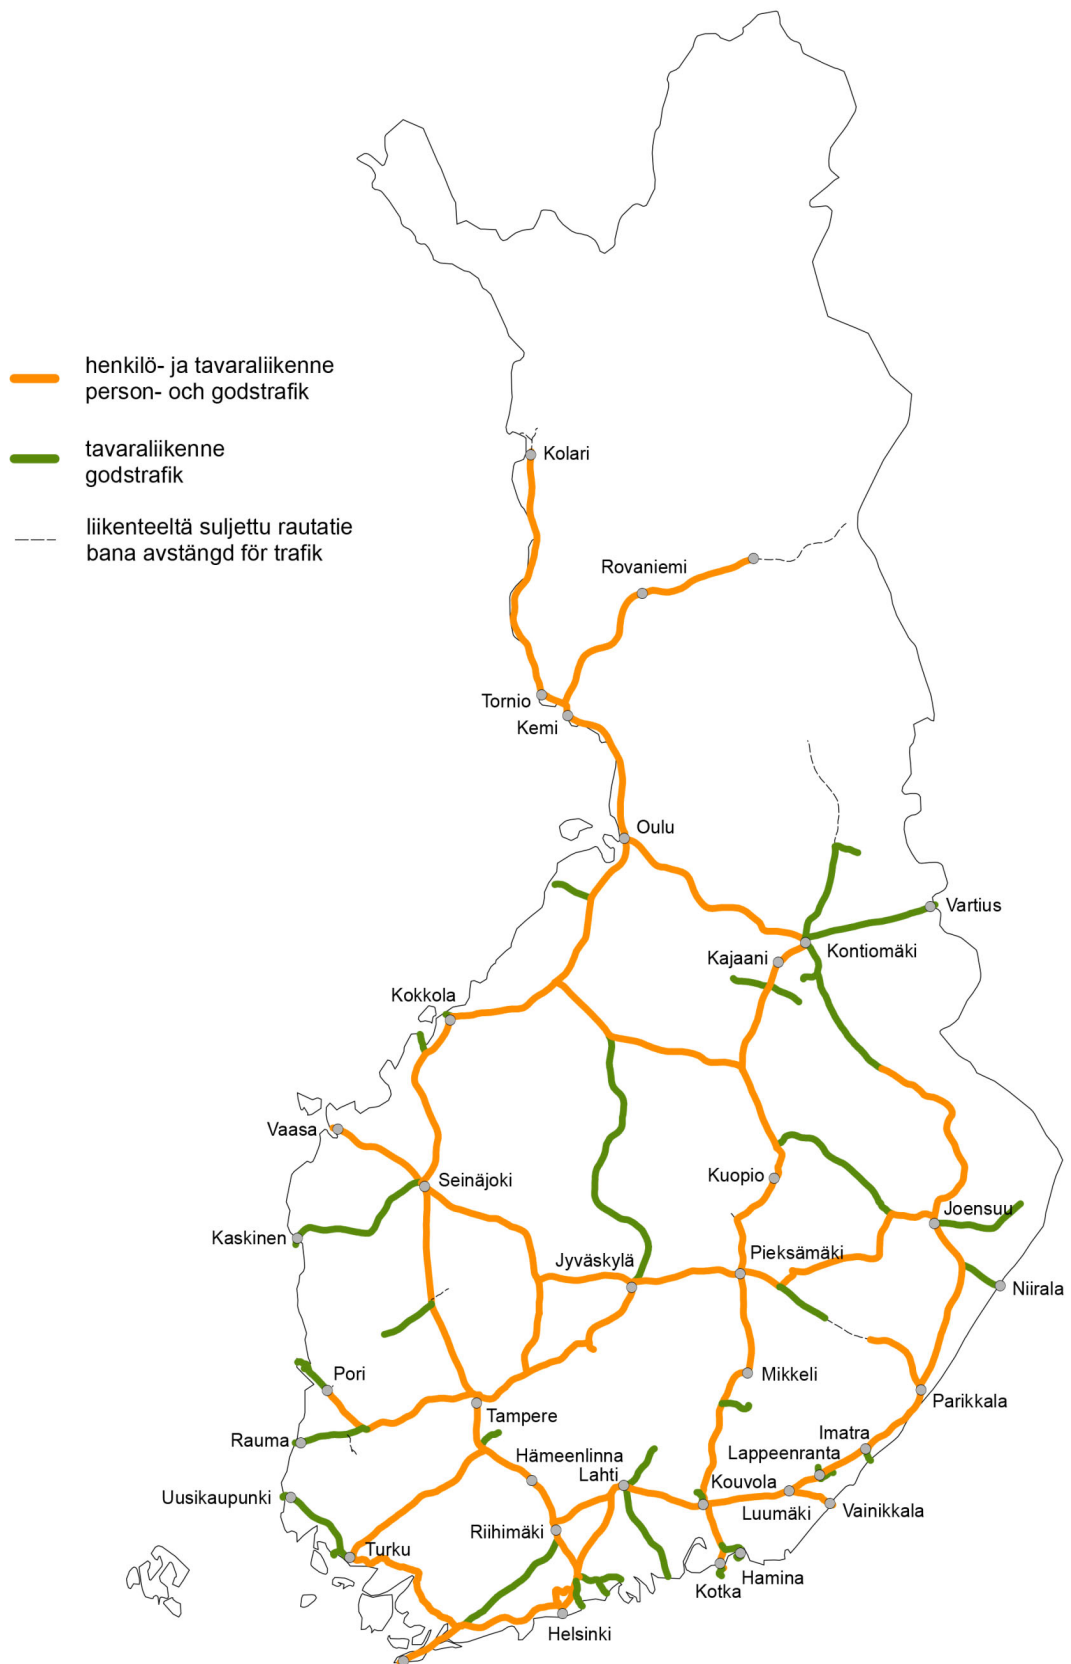 henkilö- ja tavaraliikenne
person- och godstrafik
tavaraliikenne
godstrafik
liikenteeltä suljettu rautatie
bana avstängd för trafik
Kolari
Rovaniemi
Tornio
Kemi
Oulu
Vartius
Kajaani
Kontiomäki
Kokkola
Vaasa
Seinäjoki
Kuopio
Joensuu
Kaskinen
Jyväskylä
Pieksämäki
Niirala
Pori
Mikkeli
Parikkala
Tampere
Rauma
Imatra
Hämeenlinna
Lappeenranta
Lahti
Kouvola
Uusikaupunki
Luumäki
Vainikkala
Riihimäki
Turku
Hamina
Kotka
Helsinki